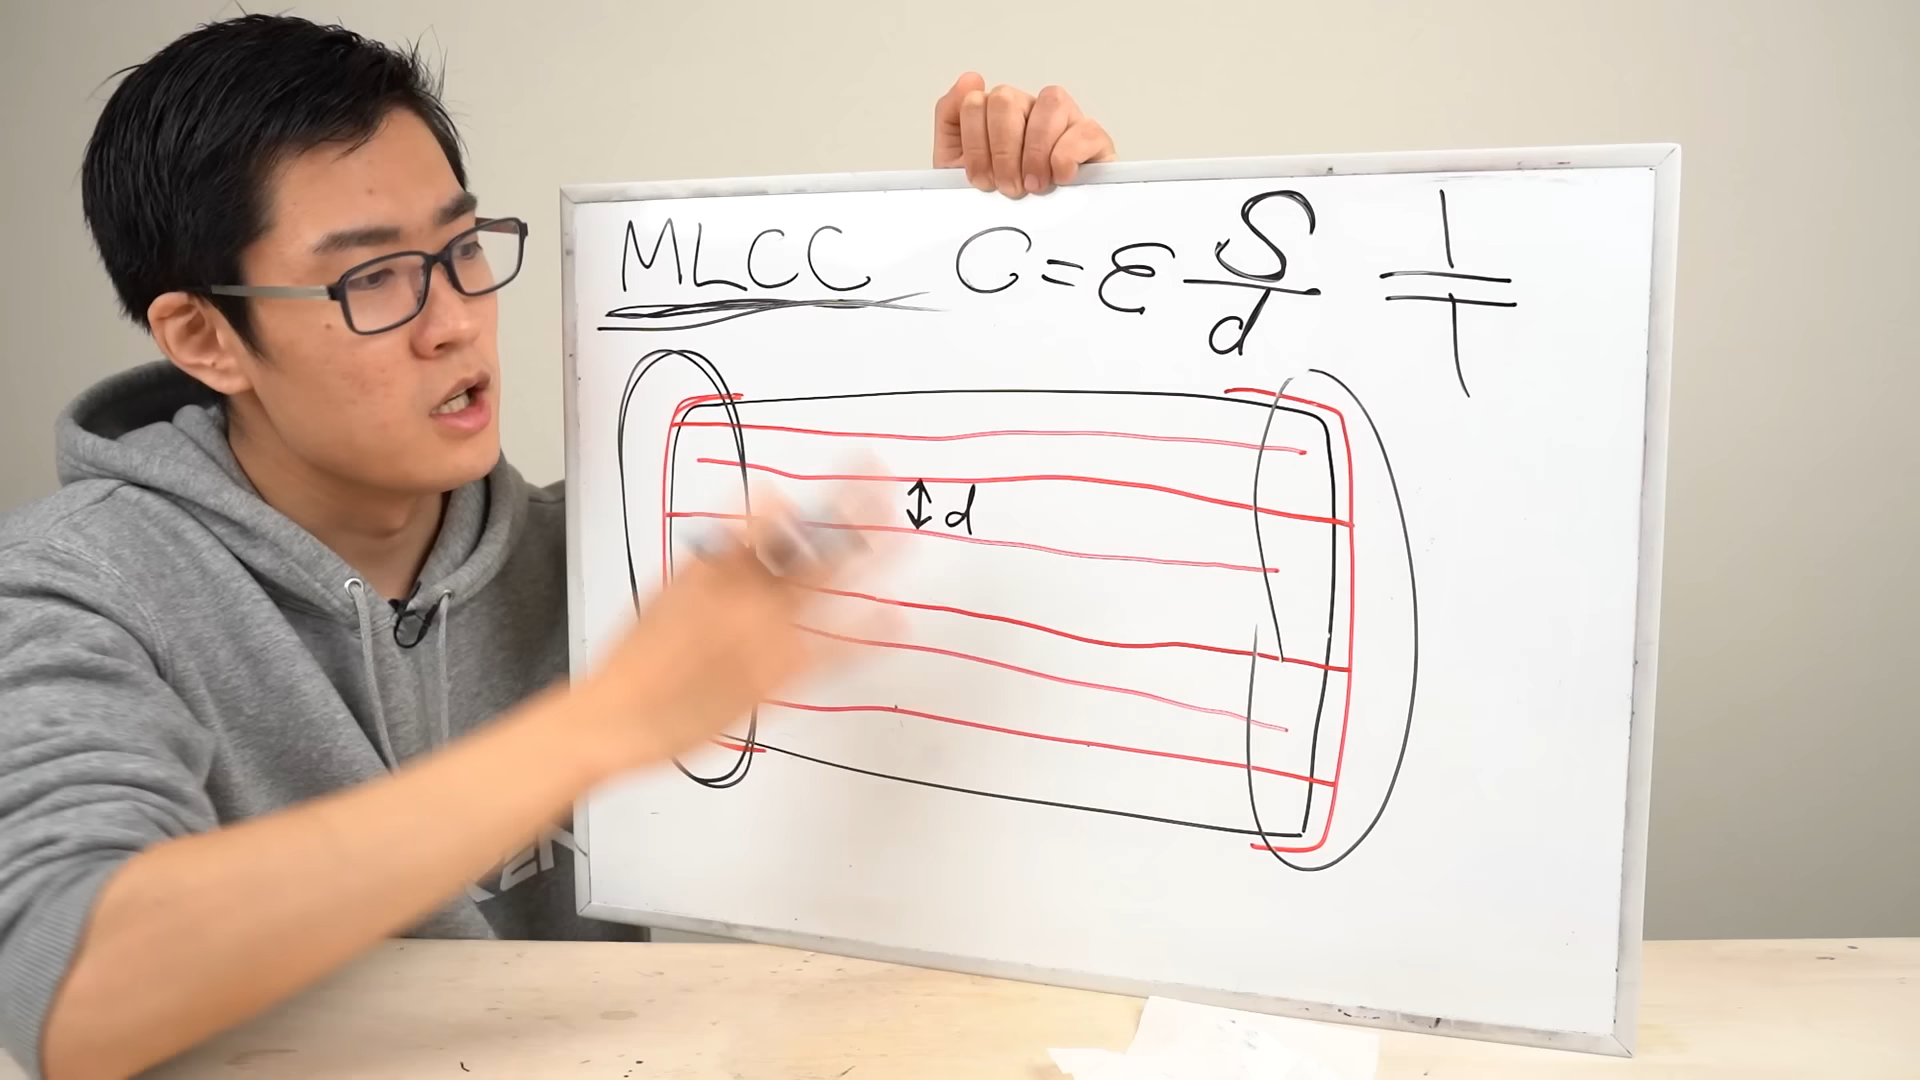 MLCC C = ε S/d
d